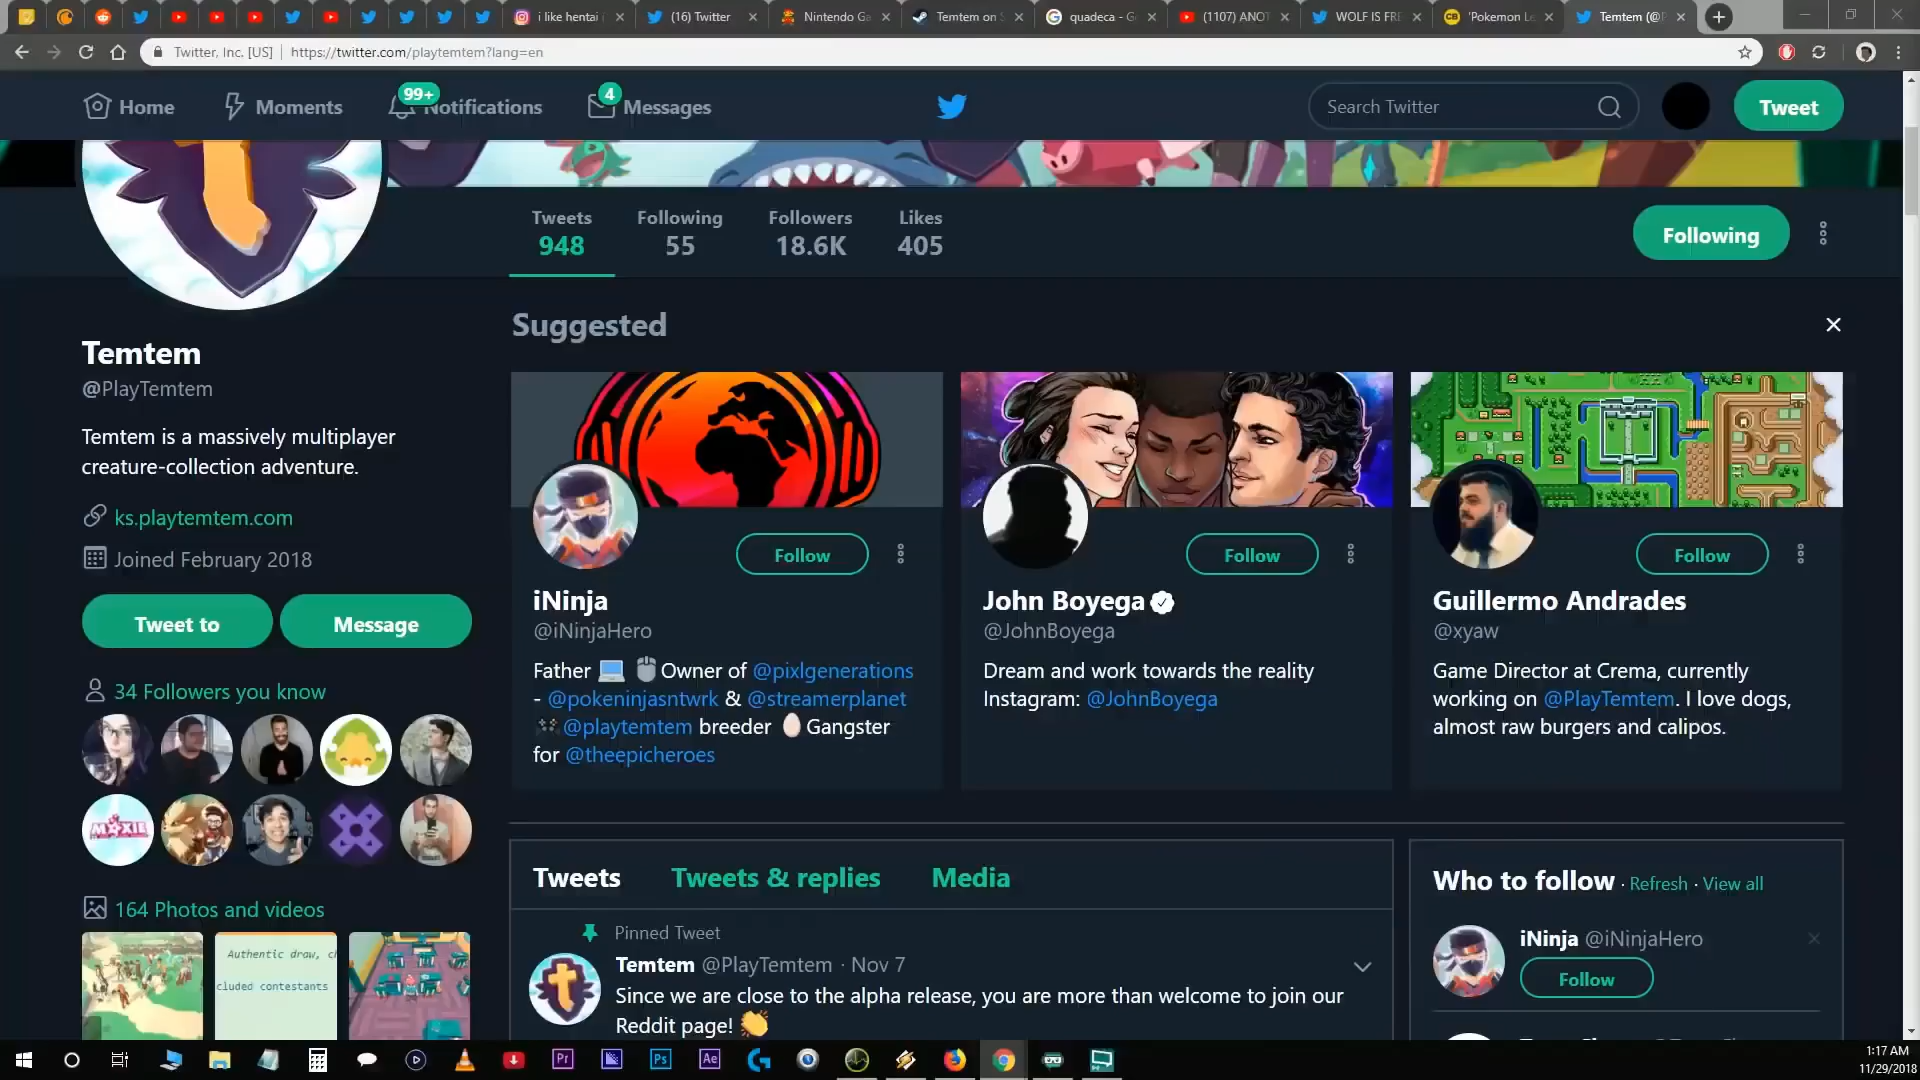 i like hentai
(16) Twitter
Nintendo Ga
Temtem on S
quadeca - G
(1107) ANOT
WOLF IS FRE
'Pokemon Le
Temtem (@P
Twitter, Inc. [US] | https://twitter.com/playtemtem?lang=en
Home
Moments
99+
Notifications
4
Messages
Search Twitter
Tweet
Tweets
948
Following
55
Followers
18.6K
Likes
405
Following
Temtem
@PlayTemtem
Temtem is a massively multiplayer
creature-collection adventure.
ks.playtemtem.com
Joined February 2018
Tweet to
Message
34 Followers you know
MOXIE
164 Photos and videos
Authentic draw, ch
cluded contestants
Suggested
Follow
iNinja
@iNinjaHero
Father 💻 🖱Owner of @pixlgenerations
- @pokeninjasntwrk & @streamerplanet
🎮@playtemtem breeder 🥚Gangster
for @theepicheroes
Follow
John Boyega
@JohnBoyega
Dream and work towards the reality
Instagram: @JohnBoyega
Follow
Guillermo Andrades
@xyaw
Game Director at Crema, currently
working on @PlayTemtem. I love dogs,
almost raw burgers and calipos.
Tweets
Tweets & replies
Media
Pinned Tweet
Temtem @PlayTemtem · Nov 7
Since we are close to the alpha release, you are more than welcome to join our
Reddit page! 👏
Who to follow · Refresh · View all
iNinja @iNinjaHero
Follow
Pr
Ps
Ae
1:17 AM
11/29/2018